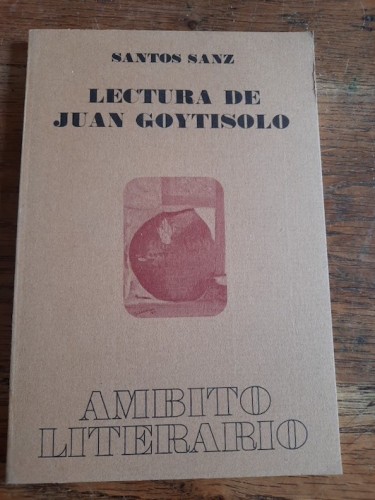 SANTOS SANZ
LECTURA DE
JUAN GOYTISOLO
AMBITO
LITERARIO